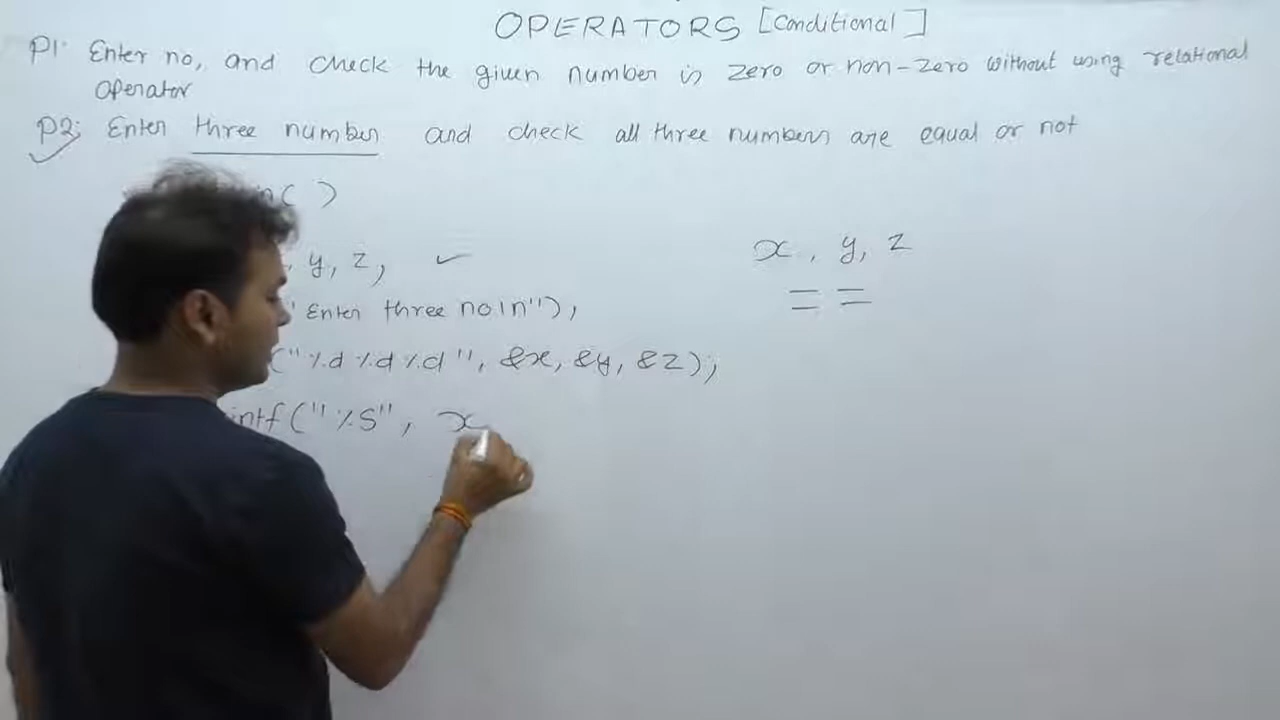 OPERATORS [Conditional]
P1: Enter no, and check the given number is zero or non-zero without using relational
operator
P2: Enter three number and check all three numbers are equal or not
n( )
x, y, z
, y, z;
==
" Enter three no\n");
("%d %d %d", &x, &y, &z);
intf("%s", x